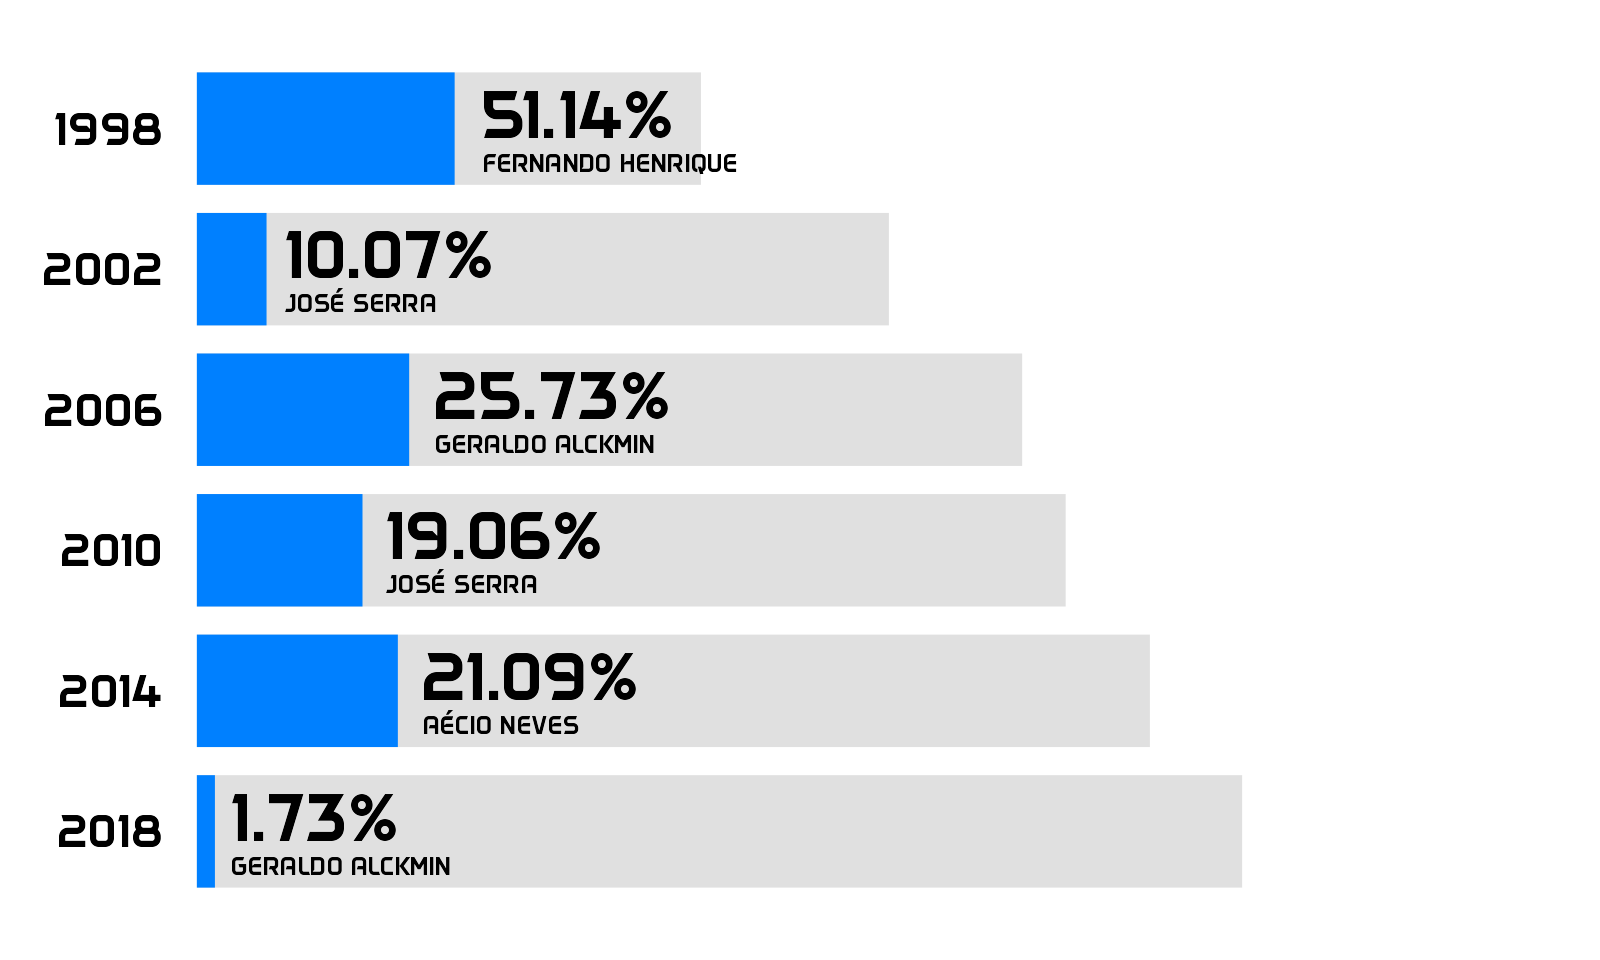 1998
51.14%
FERNANDO HENRIQUE
2002
10.07%
JOSÉ SERRA
2006
25.73%
GERALDO ALCKMIN
2010
19.06%
JOSÉ SERRA
2014
21.09%
AÉCIO NEVES
2018
1.73%
GERALDO ALCKMIN